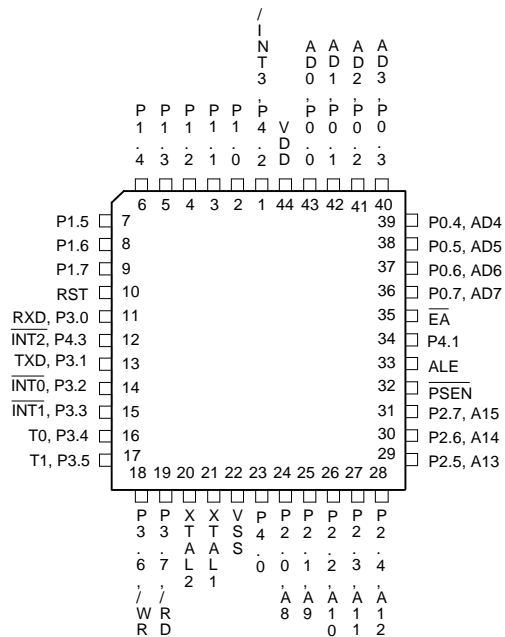 /INT3, P4.2
AD0, P0.0
AD1, P0.1
AD2, P0.2
AD3, P0.3
P1.4
P1.3
P1.2
P1.1
P1.0
VDD
6 5 4 3 2 1 44 43 42 41 40
P1.5 7
P1.6 8
P1.7 9
RST 10
RXD, P3.0 11
INT2, P4.3 12
TXD, P3.1 13
INT0, P3.2 14
INT1, P3.3 15
T0, P3.4 16
T1, P3.5 17
39 P0.4, AD4
38 P0.5, AD5
37 P0.6, AD6
36 P0.7, AD7
35 EA
34 P4.1
33 ALE
32 PSEN
31 P2.7, A15
30 P2.6, A14
29 P2.5, A13
18 19 20 21 22 23 24 25 26 27 28
P3.6, /WR
P3.7, /RD
XTAL2
XTAL1
VSS
P4.0
P2.0, A8
P2.1, A9
P2.2, A10
P2.3, A11
P2.4, A12